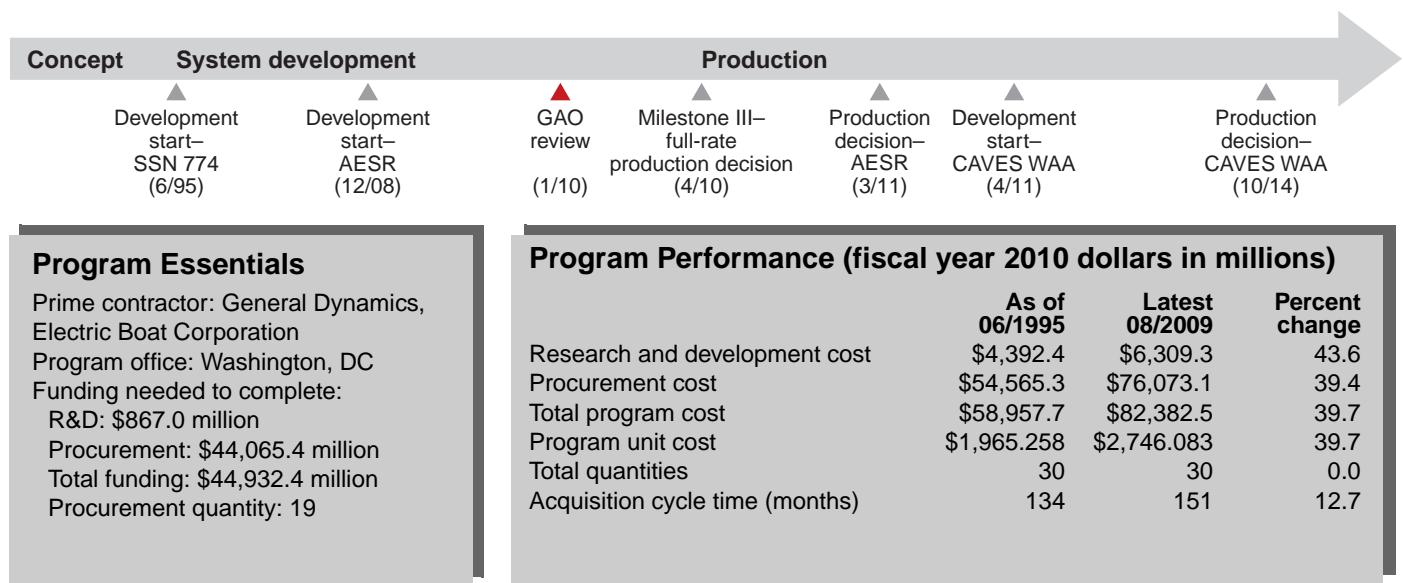 Concept System development Production
Development start– SSN 774 (6/95)
Development start– AESR (12/08)
GAO review (1/10)
Milestone III– full-rate production decision (4/10)
Production decision– AESR (3/11)
Development start– CAVES WAA (4/11)
Production decision– CAVES WAA (10/14)
Program Essentials
Prime contractor: General Dynamics,
Electric Boat Corporation
Program office: Washington, DC
Funding needed to complete:
R&D: $867.0 million
Procurement: $44,065.4 million
Total funding: $44,932.4 million
Procurement quantity: 19
Program Performance (fiscal year 2010 dollars in millions)
As of 06/1995 Latest 08/2009 Percent change
Research and development cost $4,392.4 $6,309.3 43.6
Procurement cost $54,565.3 $76,073.1 39.4
Total program cost $58,957.7 $82,382.5 39.7
Program unit cost $1,965.258 $2,746.083 39.7
Total quantities 30 30 0.0
Acquisition cycle time (months) 134 151 12.7